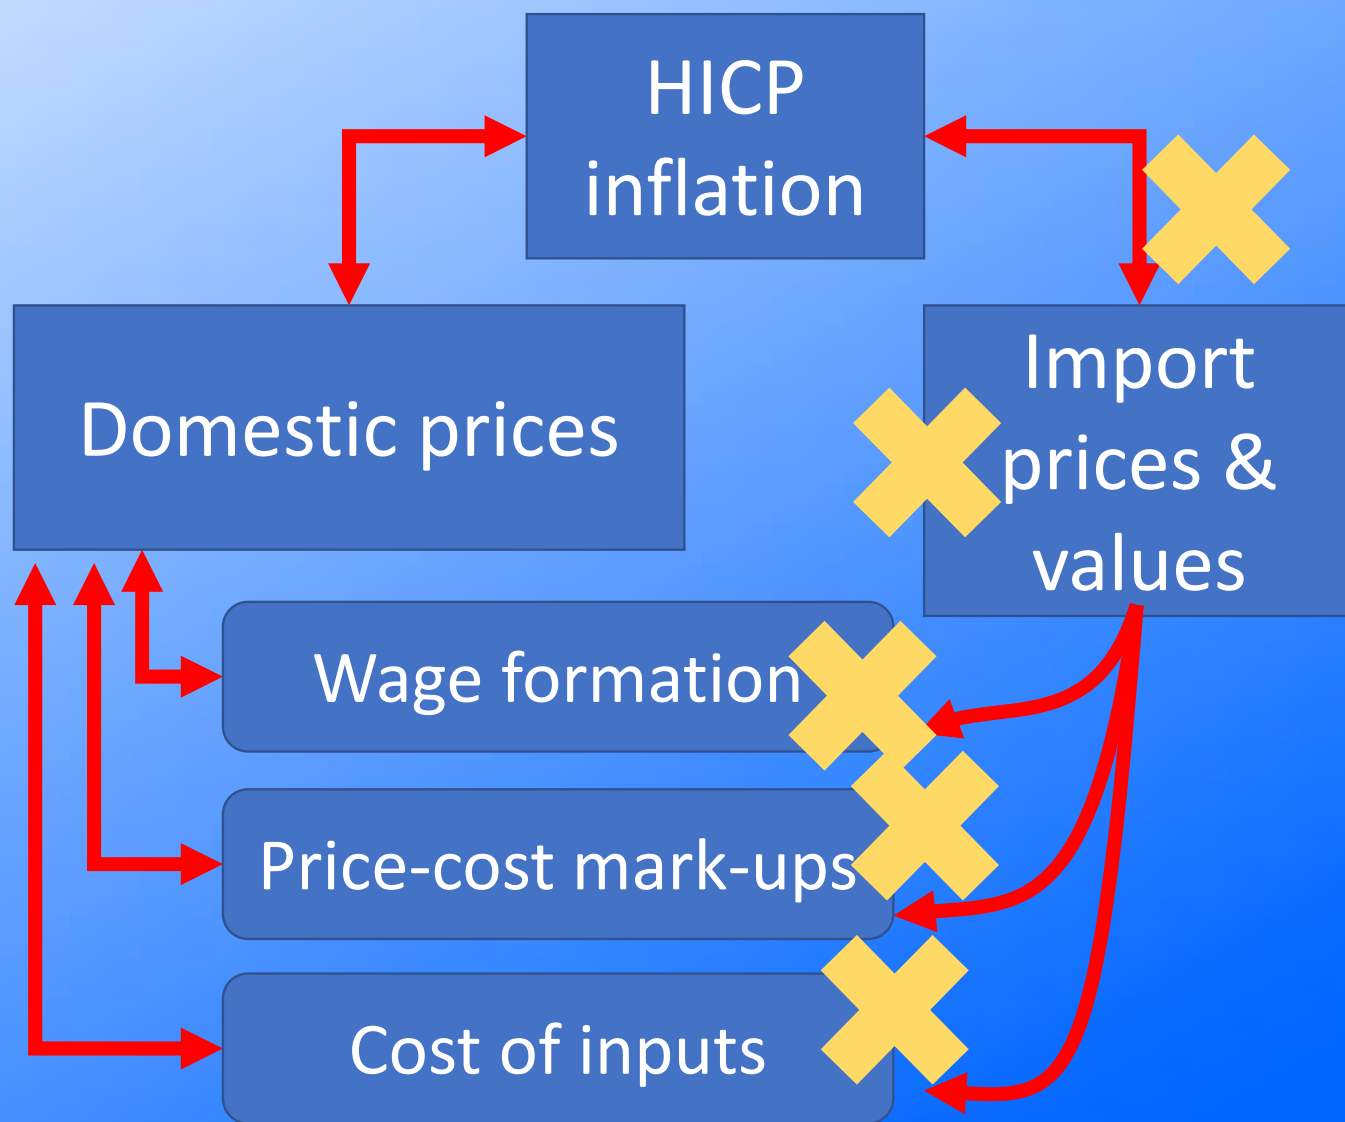 HICP
inflation
Domestic prices
Import
prices &
values
Wage formation
Price-cost mark-ups
Cost of inputs